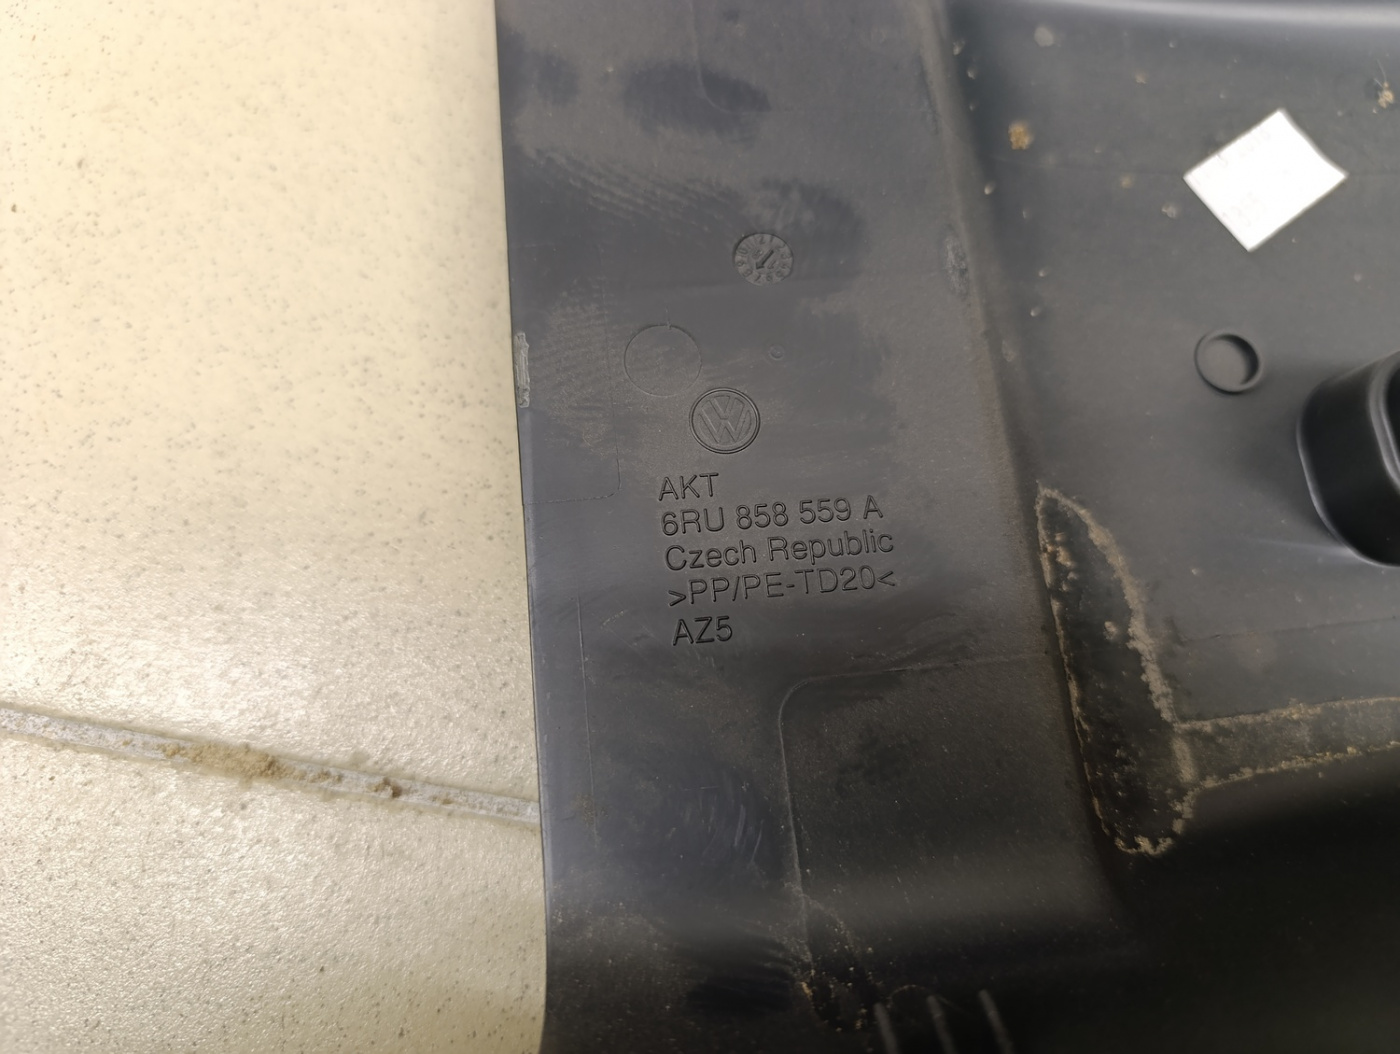 AKT
6RU 858 559 A
Czech Republic
>PP/PE-TD20<
AZ5